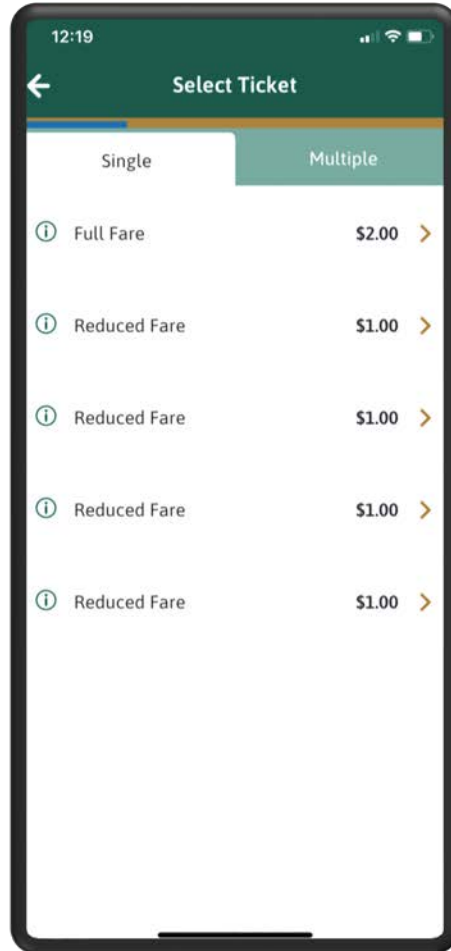 12:19
Select Ticket
Single Multiple
Full Fare $2.00
Reduced Fare $1.00
Reduced Fare $1.00
Reduced Fare $1.00
Reduced Fare $1.00